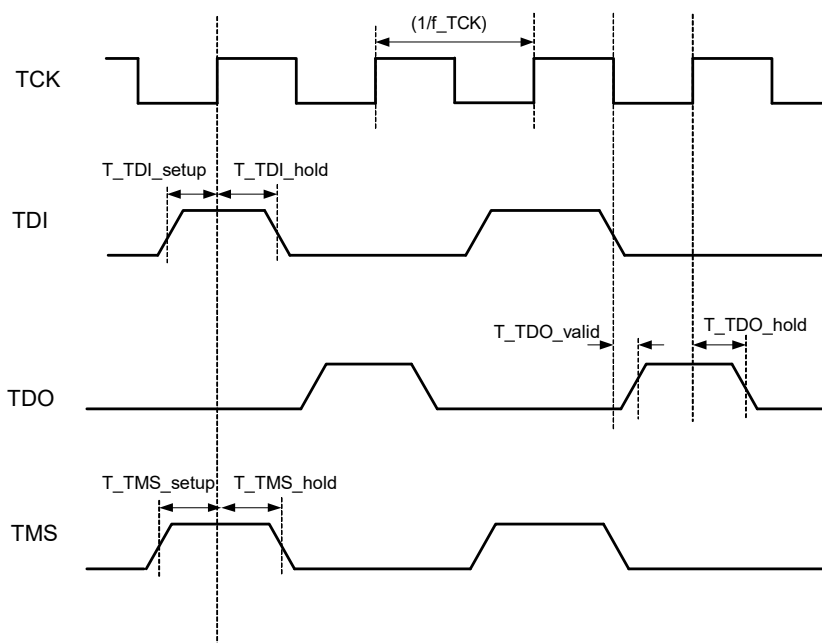 (1/f_TCK)
TCK
T_TDI_setup T_TDI_hold
TDI
T_TDO_valid T_TDO_hold
TDO
T_TMS_setup T_TMS_hold
TMS